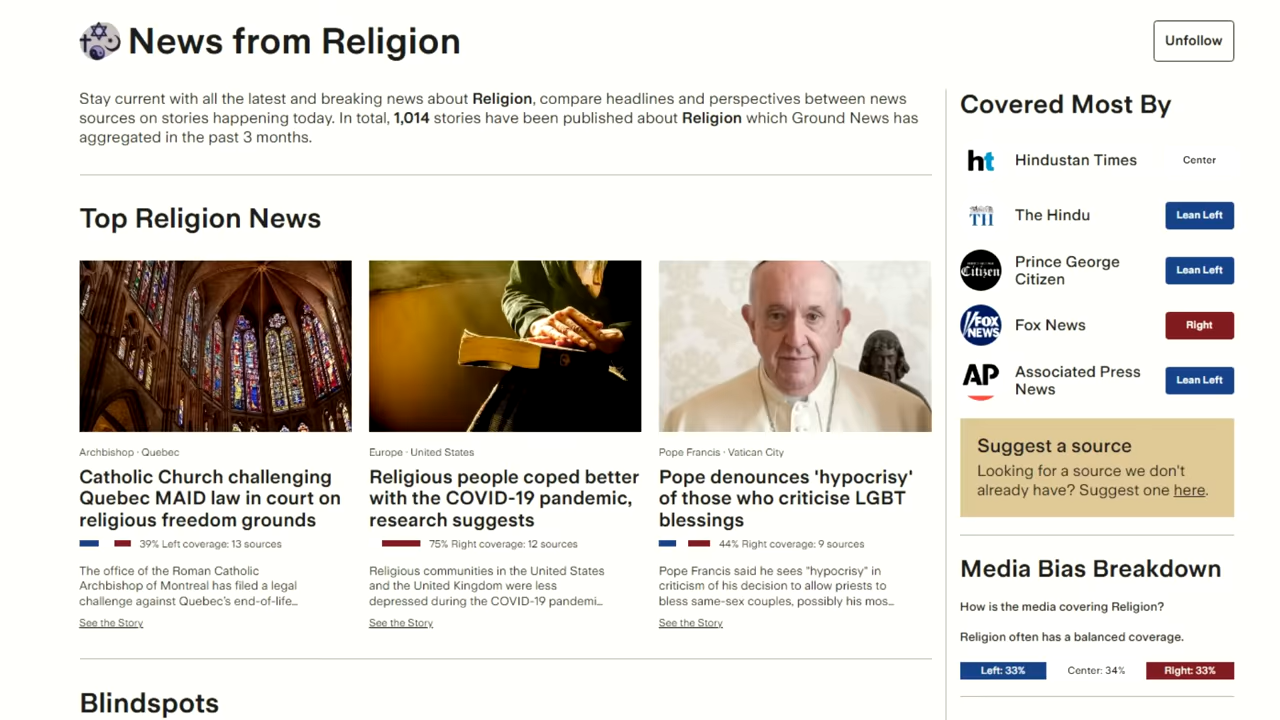 News from Religion
Unfollow
Stay current with all the latest and breaking news about Religion, compare headlines and perspectives between news
sources on stories happening today. In total, 1,014 stories have been published about Religion which Ground News has
aggregated in the past 3 months.
Top Religion News
Archbishop · Quebec
Catholic Church challenging
Quebec MAID law in court on
religious freedom grounds
39% Left coverage: 13 sources
The office of the Roman Catholic
Archbishop of Montreal has filed a legal
challenge against Quebec's end-of-life...
See the Story
Europe · United States
Religious people coped better
with the COVID-19 pandemic,
research suggests
75% Right coverage: 12 sources
Religious communities in the United States
and the United Kingdom were less
depressed during the COVID-19 pandemi...
See the Story
Pope Francis · Vatican City
Pope denounces 'hypocrisy'
of those who criticise LGBT
blessings
44% Right coverage: 9 sources
Pope Francis said he sees "hypocrisy" in
criticism of his decision to allow priests to
bless same-sex couples, possibly his mos...
See the Story
Blindspots
Covered Most By
ht Hindustan Times Center
TH The Hindu Lean Left
Citizen Prince George
Citizen Lean Left
FOX
NEWS Fox News Right
AP Associated Press
News Lean Left
Suggest a source
Looking for a source we don't
already have? Suggest one here.
Media Bias Breakdown
How is the media covering Religion?
Religion often has a balanced coverage.
Left: 33% Center: 34% Right: 33%